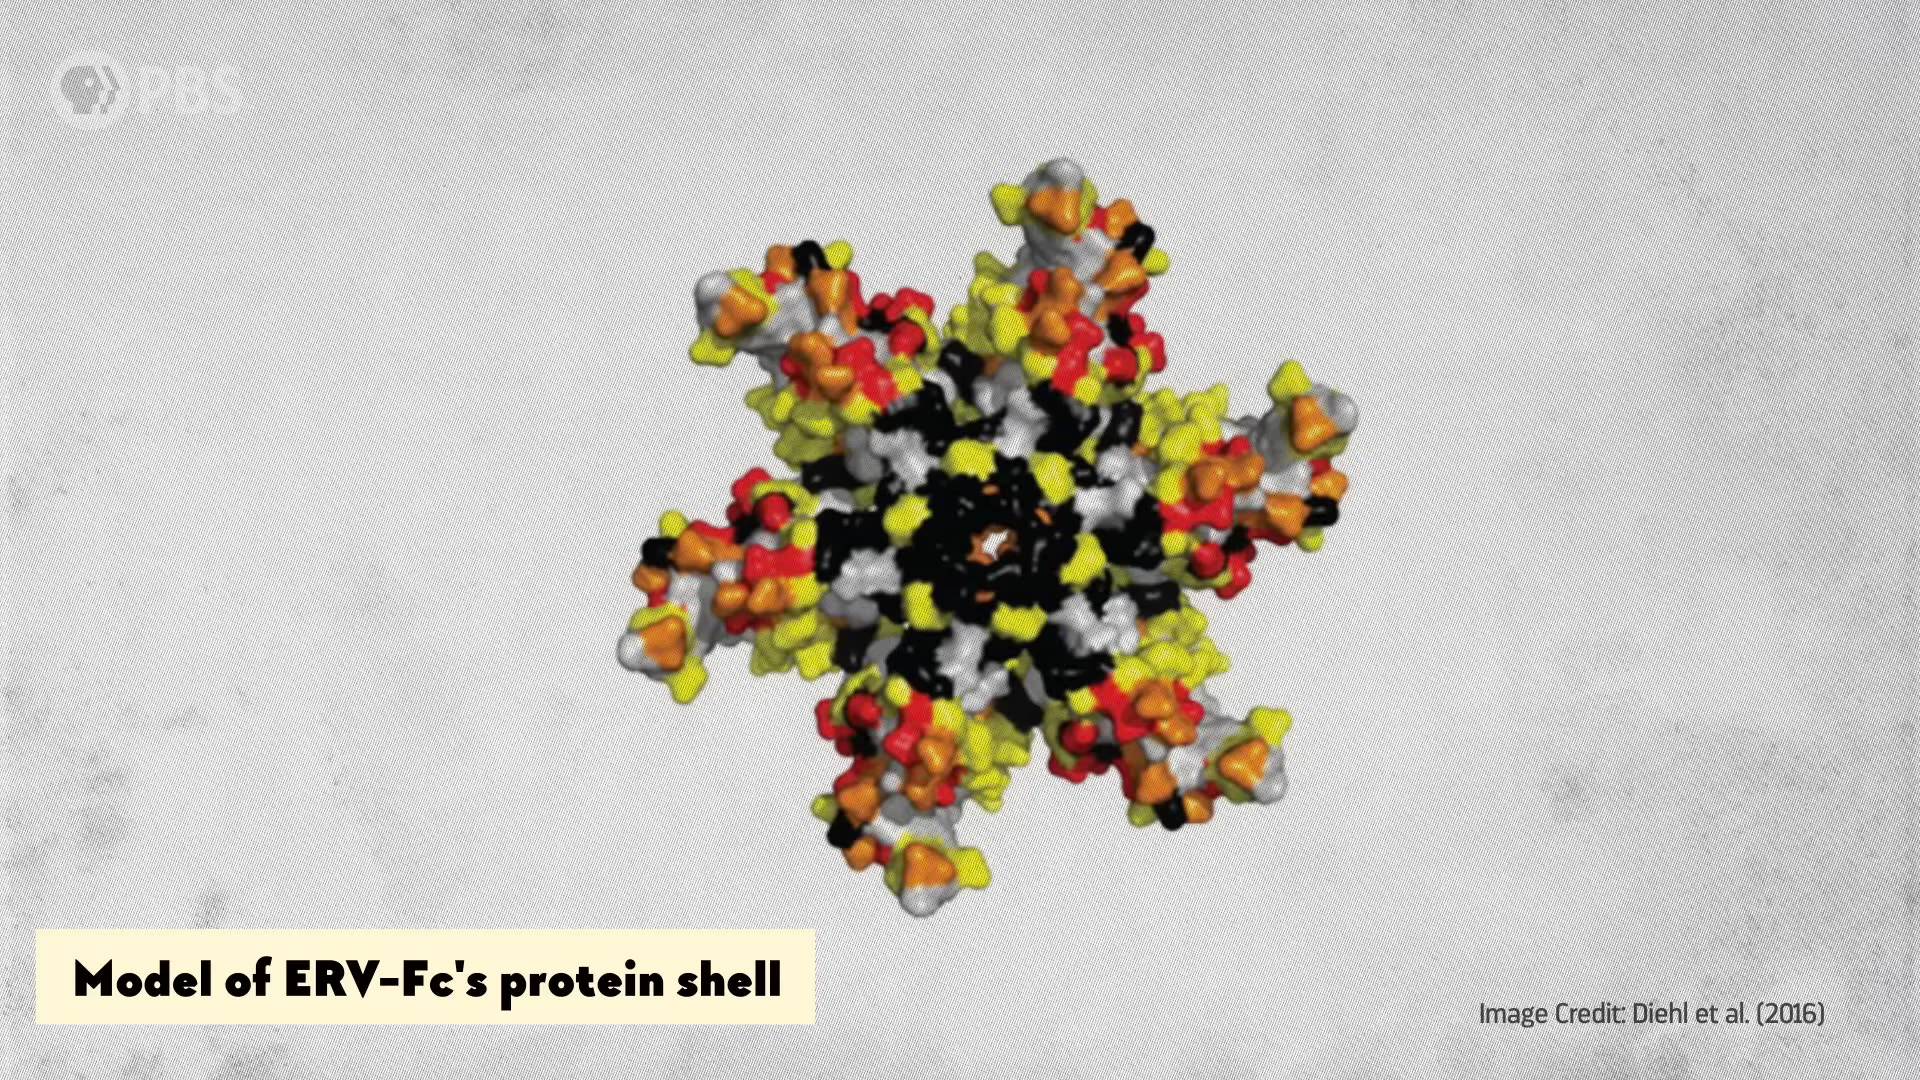 PBS
Model of ERV-Fc's protein shell
Image Credit: Diehl et al. (2016)